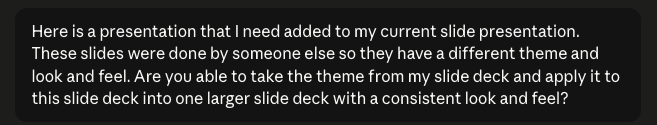 Here is a presentation that I need added to my current slide presentation.
These slides were done by someone else so they have a different theme and
look and feel. Are you able to take the theme from my slide deck and apply it to
this slide deck into one larger slide deck with a consistent look and feel?